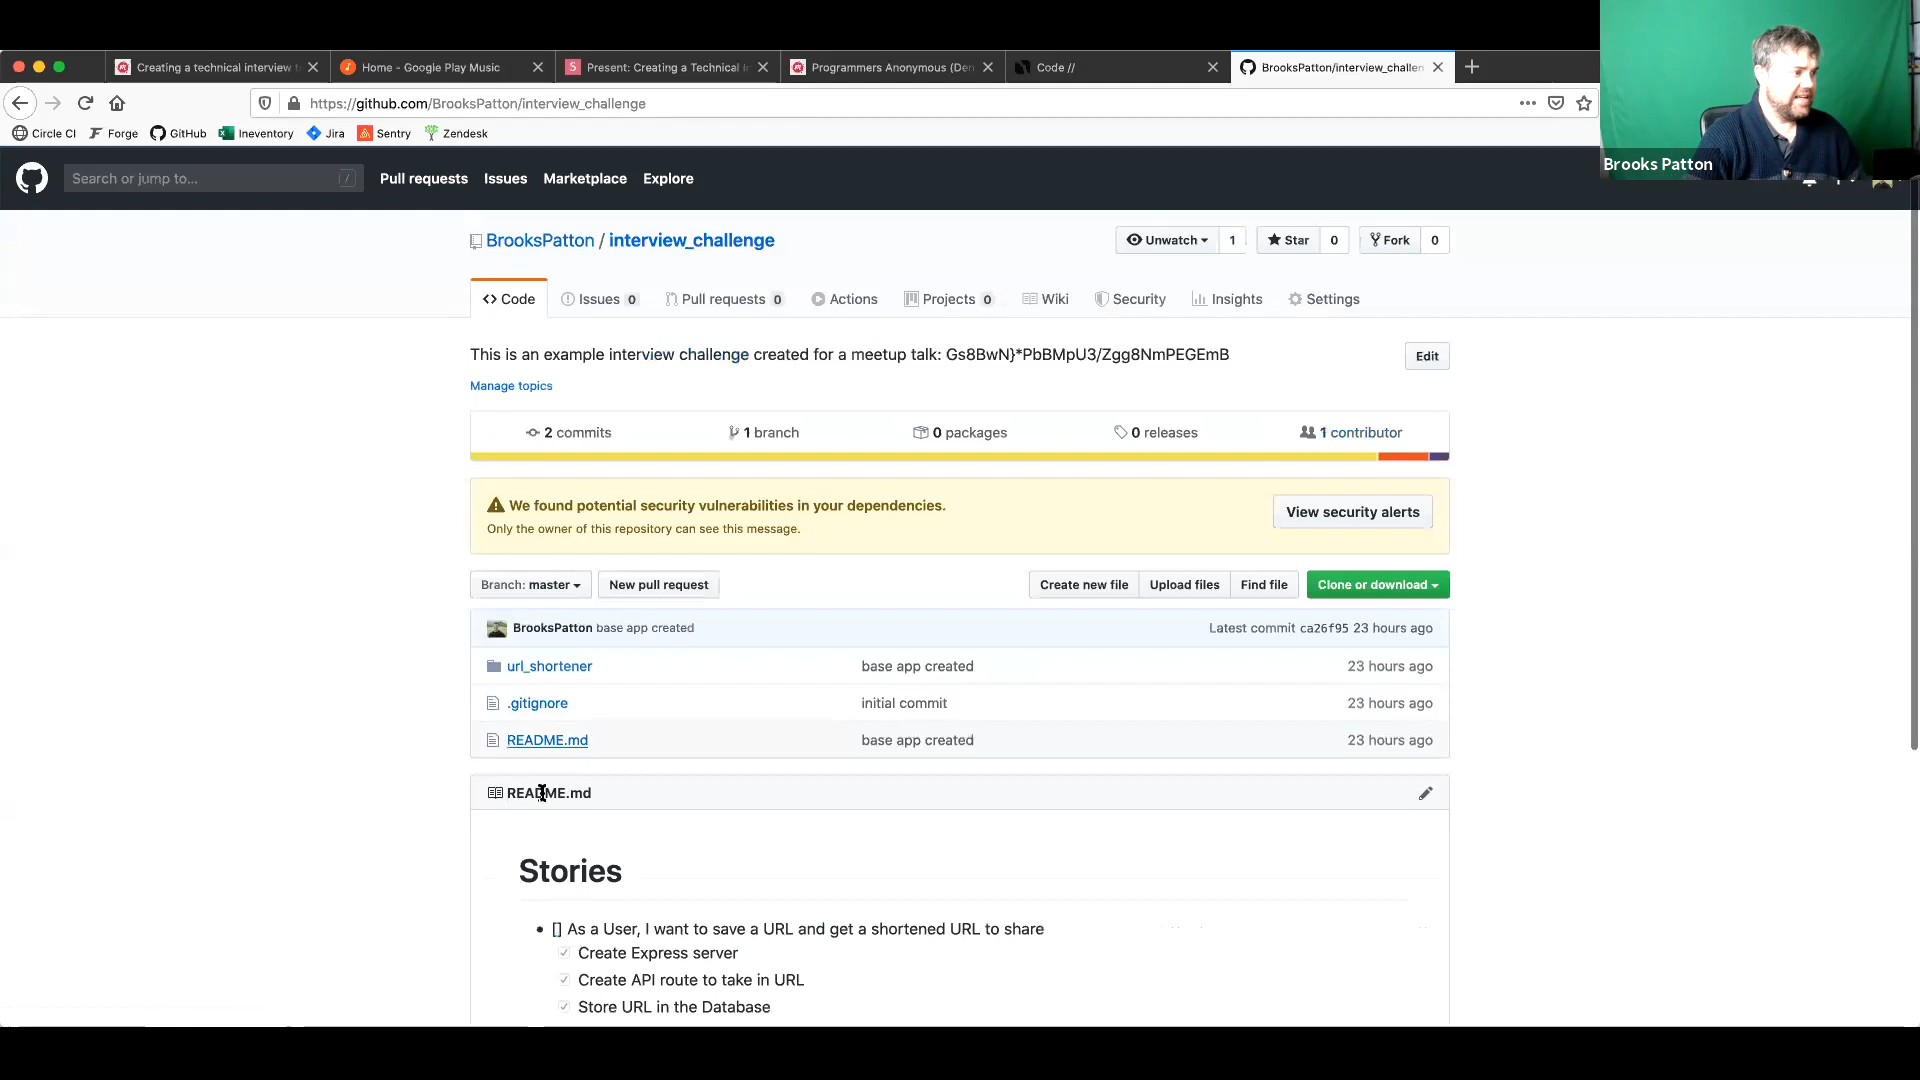 Creating a technical interview t
Home - Google Play Music
Present: Creating a Technical i
Programmers Anonymous (Den
Code //
BrooksPatton/interview_challen
https://github.com/BrooksPatton/interview_challenge
Circle CI
Forge
GitHub
Ineventory
Jira
Sentry
Zendesk
Brooks Patton
Search or jump to...
/
Pull requests
Issues
Marketplace
Explore
BrooksPatton / interview_challenge
Unwatch 1
Star 0
Fork 0
Code
Issues 0
Pull requests 0
Actions
Projects 0
Wiki
Security
Insights
Settings
This is an example interview challenge created for a meetup talk: Gs8BwN}*PbBMpU3/Zgg8NmPEGEmB
Edit
Manage topics
2 commits
1 branch
0 packages
0 releases
1 contributor
We found potential security vulnerabilities in your dependencies.
Only the owner of this repository can see this message.
View security alerts
Branch: master
New pull request
Create new file
Upload files
Find file
Clone or download
BrooksPatton base app created
Latest commit ca26f95 23 hours ago
url_shortener base app created 23 hours ago
.gitignore initial commit 23 hours ago
README.md base app created 23 hours ago
README.md
Stories
[] As a User, I want to save a URL and get a shortened URL to share
Create Express server
Create API route to take in URL
Store URL in the Database